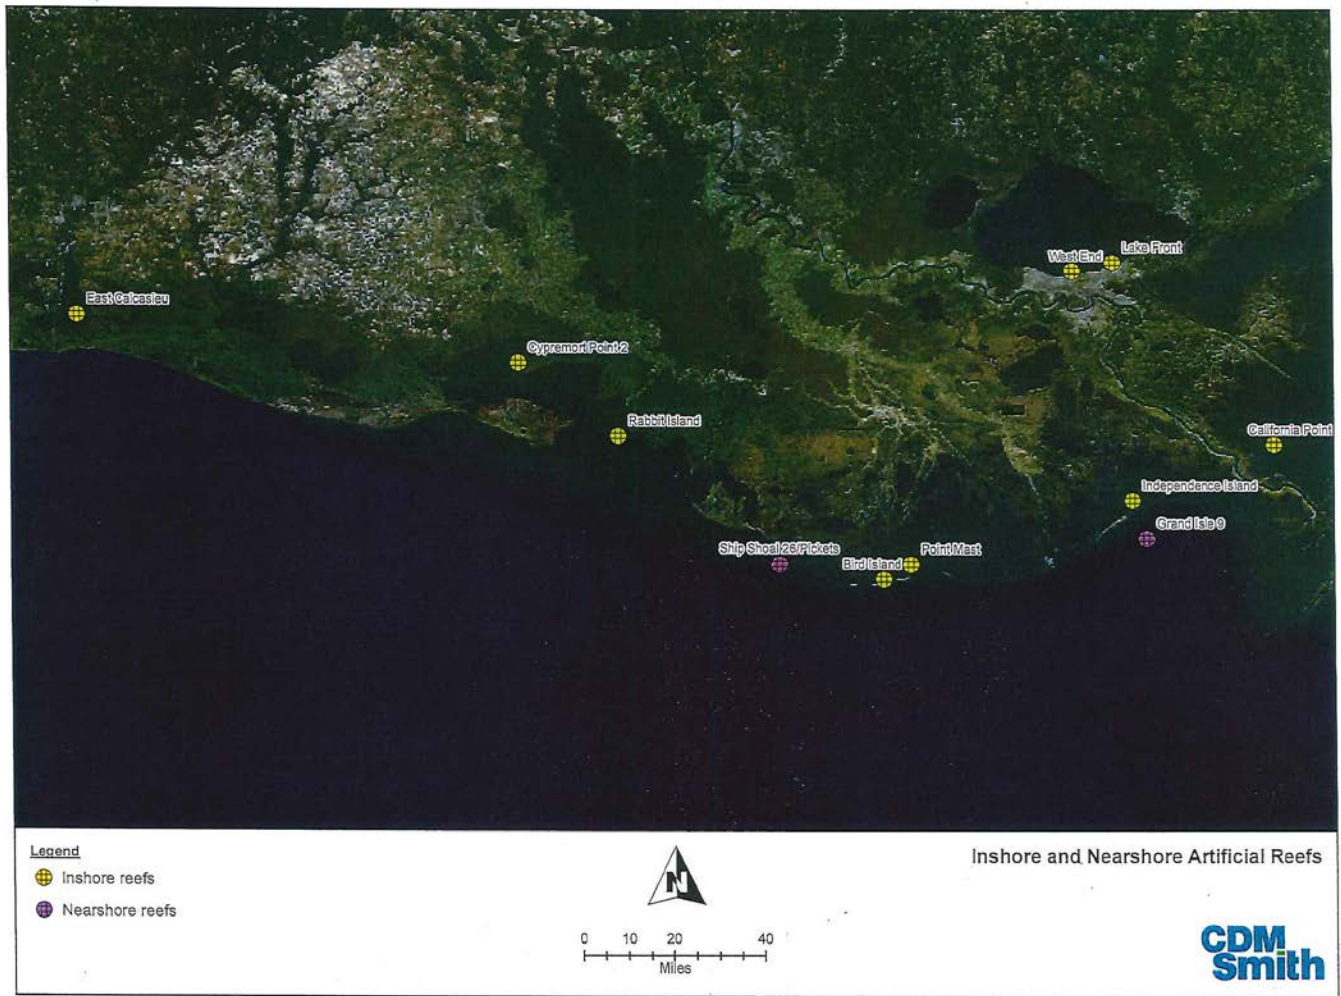 West End
Lake Front
East Calcasieu
Cypremort Point 2
Rabbit Island
California Point
Independence Island
Grand Isle 9
Ship Shoal 26/Pickets
Bird Island
Point Mast
Legend
Inshore reefs
Nearshore reefs
N
0 10 20 40
Miles
Inshore and Nearshore Artificial Reefs
CDM
Smith